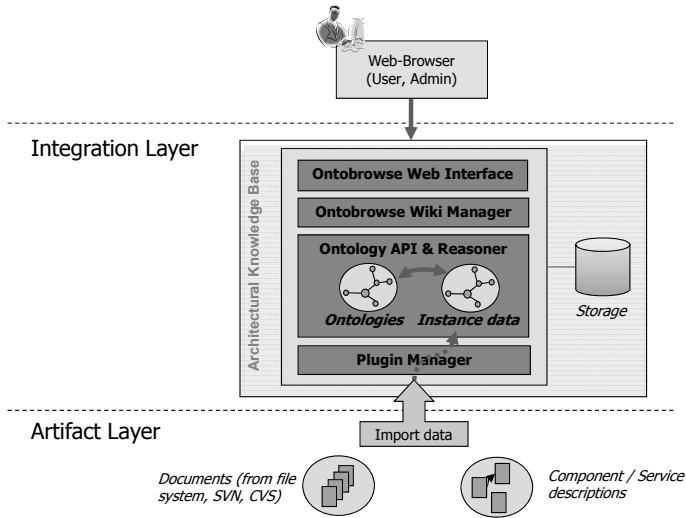 Web-Browser
(User, Admin)
Integration Layer
Architectural Knowledge Base
Ontobrowse Web Interface
Ontobrowse Wiki Manager
Ontology API & Reasoner
Ontologies
Instance data
Storage
Plugin Manager
Artifact Layer
Import data
Documents (from file
system, SVN, CVS)
Component / Service
descriptions